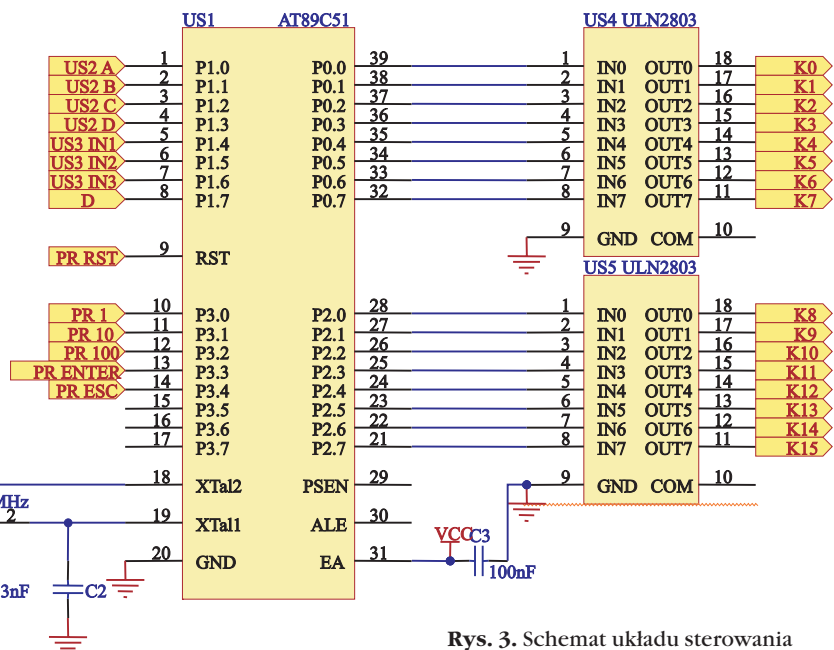 US1 AT89C51
US2 A 1 P1.0 P0.0 39
US2 B 2 P1.1 P0.1 38
US2 C 3 P1.2 P0.2 37
US2 D 4 P1.3 P0.3 36
US3 IN1 5 P1.4 P0.4 35
US3 IN2 6 P1.5 P0.5 34
US3 IN3 7 P1.6 P0.6 33
D 8 P1.7 P0.7 32
PR RST 9 RST
PR 1 10 P3.0 P2.0 28
PR 10 11 P3.1 P2.1 27
PR 100 12 P3.2 P2.2 26
PR ENTER 13 P3.3 P2.3 25
PR ESC 14 P3.4 P2.4 24
15 P3.5 P2.5 23
16 P3.6 P2.6 22
17 P3.7 P2.7 21
18 XTal2 PSEN 29
MHz
2 19 XTal1 ALE 30
20 GND EA 31
3nF C2
VCC C3
100nF
US4 ULN2803
1 IN0 OUT0 18 K0
2 IN1 OUT1 17 K1
3 IN2 OUT2 16 K2
4 IN3 OUT3 15 K3
5 IN4 OUT4 14 K4
6 IN5 OUT5 13 K5
7 IN6 OUT6 12 K6
8 IN7 OUT7 11 K7
9 GND COM 10
US5 ULN2803
1 IN0 OUT0 18 K8
2 IN1 OUT1 17 K9
3 IN2 OUT2 16 K10
4 IN3 OUT3 15 K11
5 IN4 OUT4 14 K12
6 IN5 OUT5 13 K13
7 IN6 OUT6 12 K14
8 IN7 OUT7 11 K15
9 GND COM 10
Rys. 3. Schemat układu sterowania